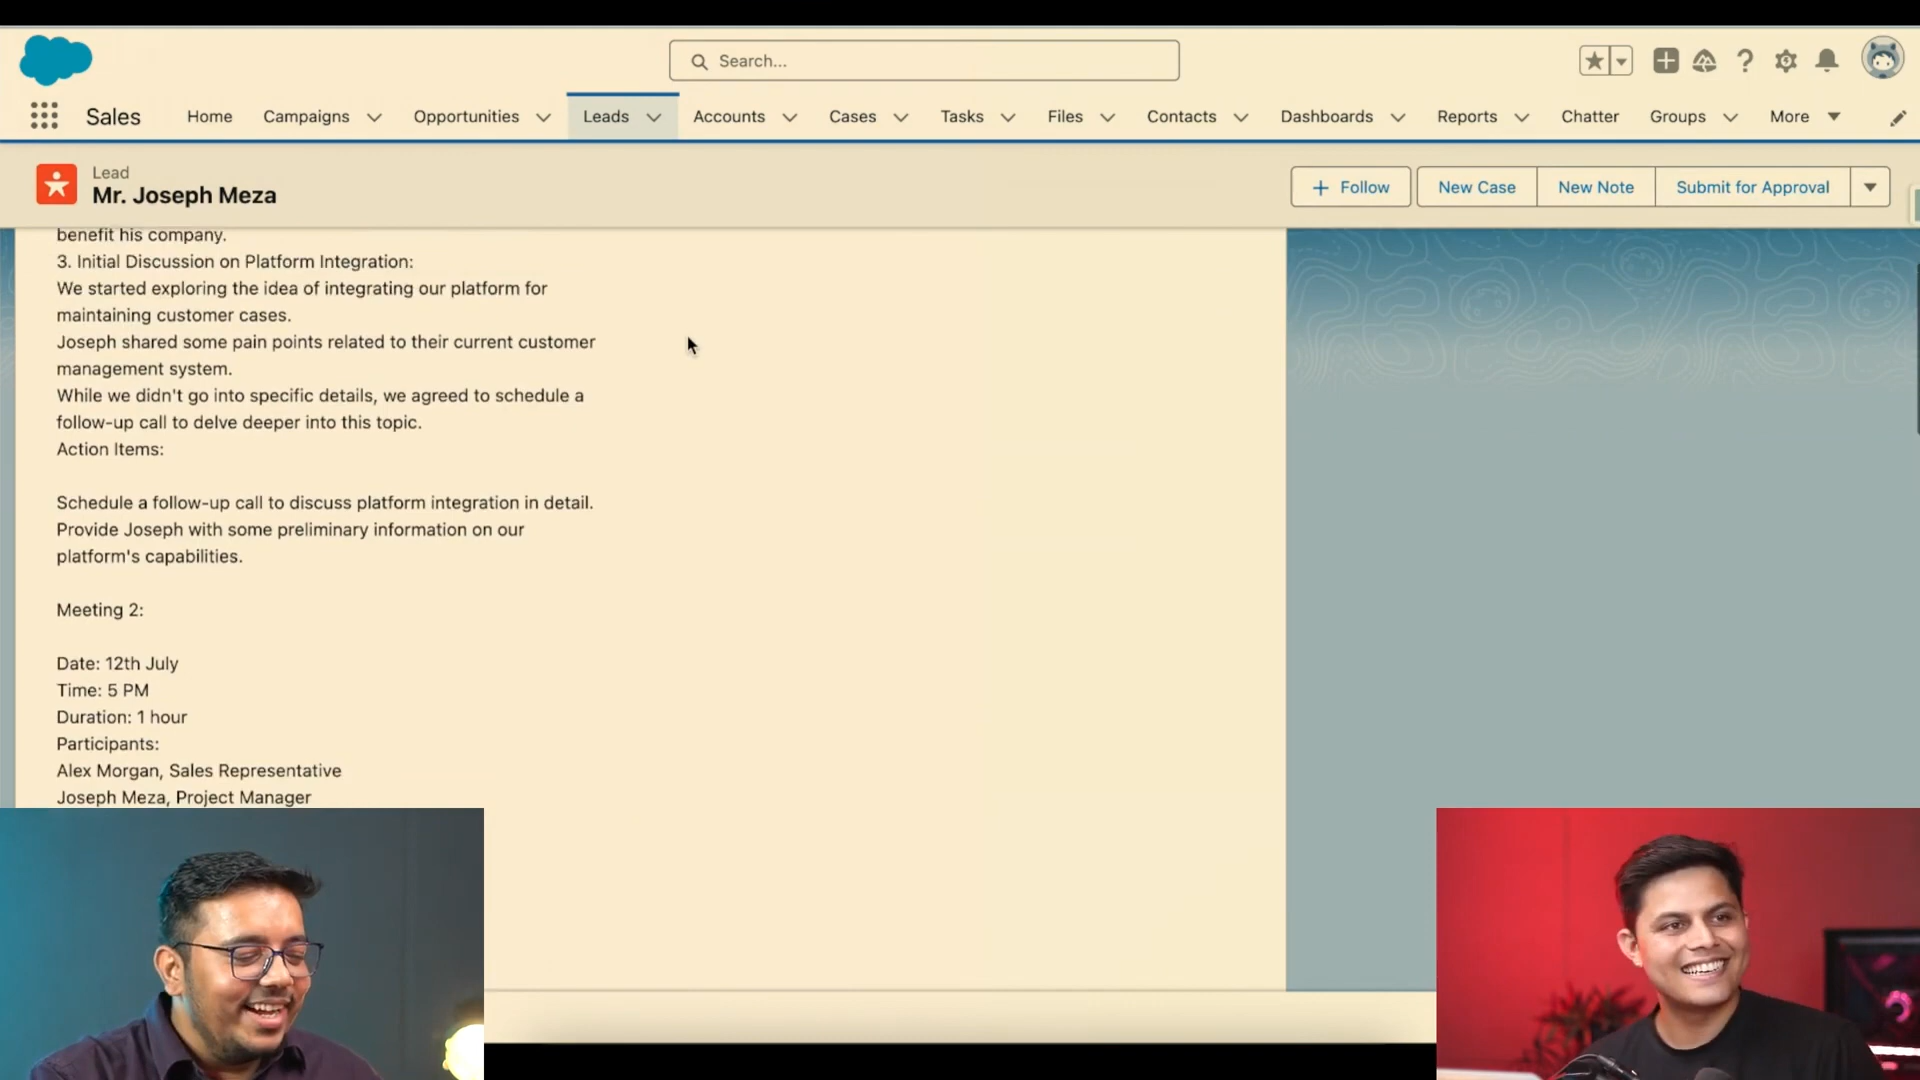 Search...
Sales
Home
Campaigns
Opportunities
Leads
Accounts
Cases
Tasks
Files
Contacts
Dashboards
Reports
Chatter
Groups
More
Lead
Mr. Joseph Meza
Follow
New Case
New Note
Submit for Approval
benefit his company.
3. Initial Discussion on Platform Integration:
We started exploring the idea of integrating our platform for
maintaining customer cases.
Joseph shared some pain points related to their current customer
management system.
While we didn't go into specific details, we agreed to schedule a
follow-up call to delve deeper into this topic.
Action Items:
Schedule a follow-up call to discuss platform integration in detail.
Provide Joseph with some preliminary information on our
platform's capabilities.
Meeting 2:
Date: 12th July
Time: 5 PM
Duration: 1 hour
Participants:
Alex Morgan, Sales Representative
Joseph Meza, Project Manager